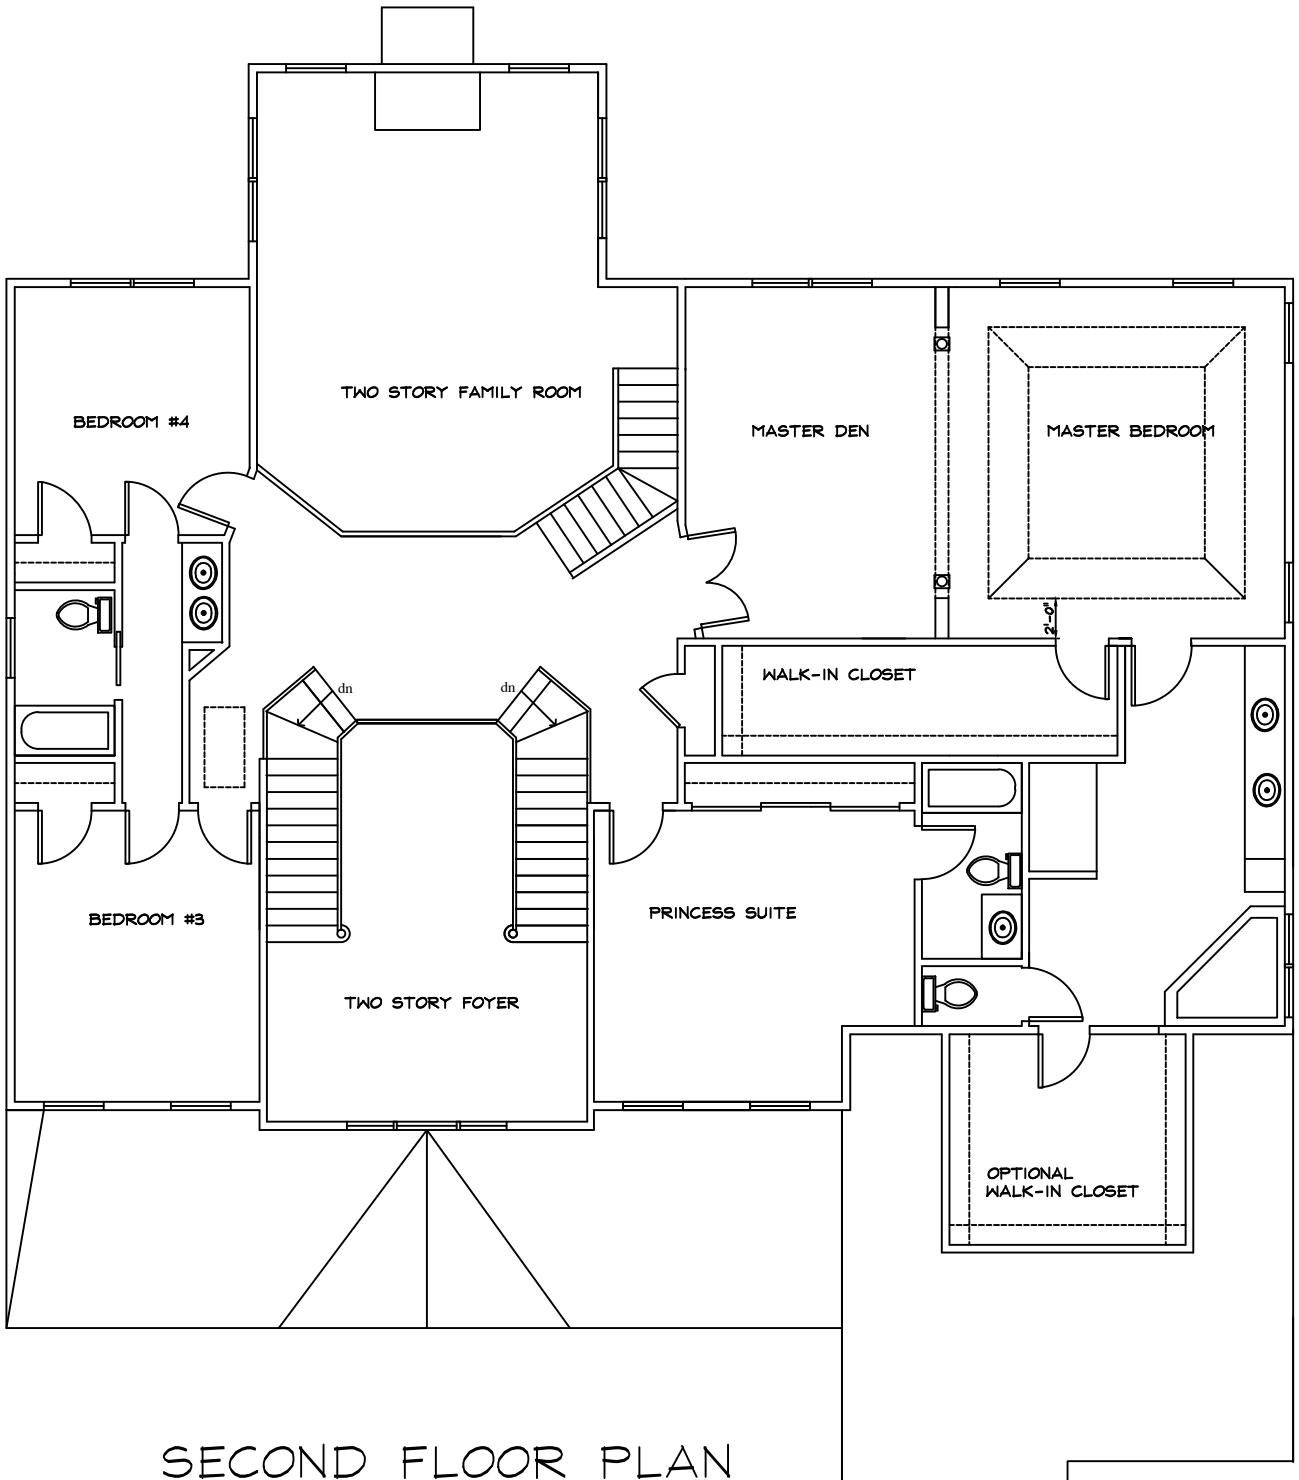 TWO STORY FAMILY ROOM
BEDROOM #4
MASTER DEN
MASTER BEDROOM
2'-0"
WALK-IN CLOSET
dn
dn
BEDROOM #3
PRINCESS SUITE
TWO STORY FOYER
OPTIONAL
WALK-IN CLOSET
SECOND FLOOR PLAN